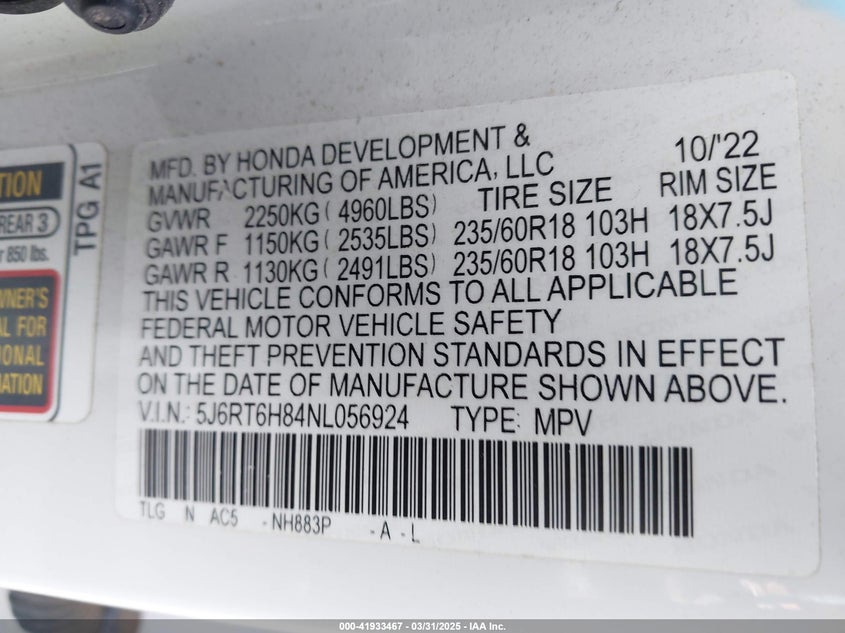 TION
REAR 3
r 850 lbs.
WNER'S
AL FOR
IONAL
MATION
TPG A1
MFD. BY HONDA DEVELOPMENT & 10/'22
MANUFACTURING OF AMERICA, LLC TIRE SIZE RIM SIZE
GVWR 2250KG ( 4960LBS)
GAWR F 1150KG ( 2535LBS) 235/60R18 103H 18X7.5J
GAWR R 1130KG ( 2491LBS) 235/60R18 103H 18X7.5J
THIS VEHICLE CONFORMS TO ALL APPLICABLE
FEDERAL MOTOR VEHICLE SAFETY
AND THEFT PREVENTION STANDARDS IN EFFECT
ON THE DATE OF MANUFACTURE SHOWN ABOVE.
V.I.N.: 5J6RT6H84NL056924 TYPE: MPV
TLG N AC5 -NH883P -A -L
000-41933467 - 03/31/2025 - IAA Inc.